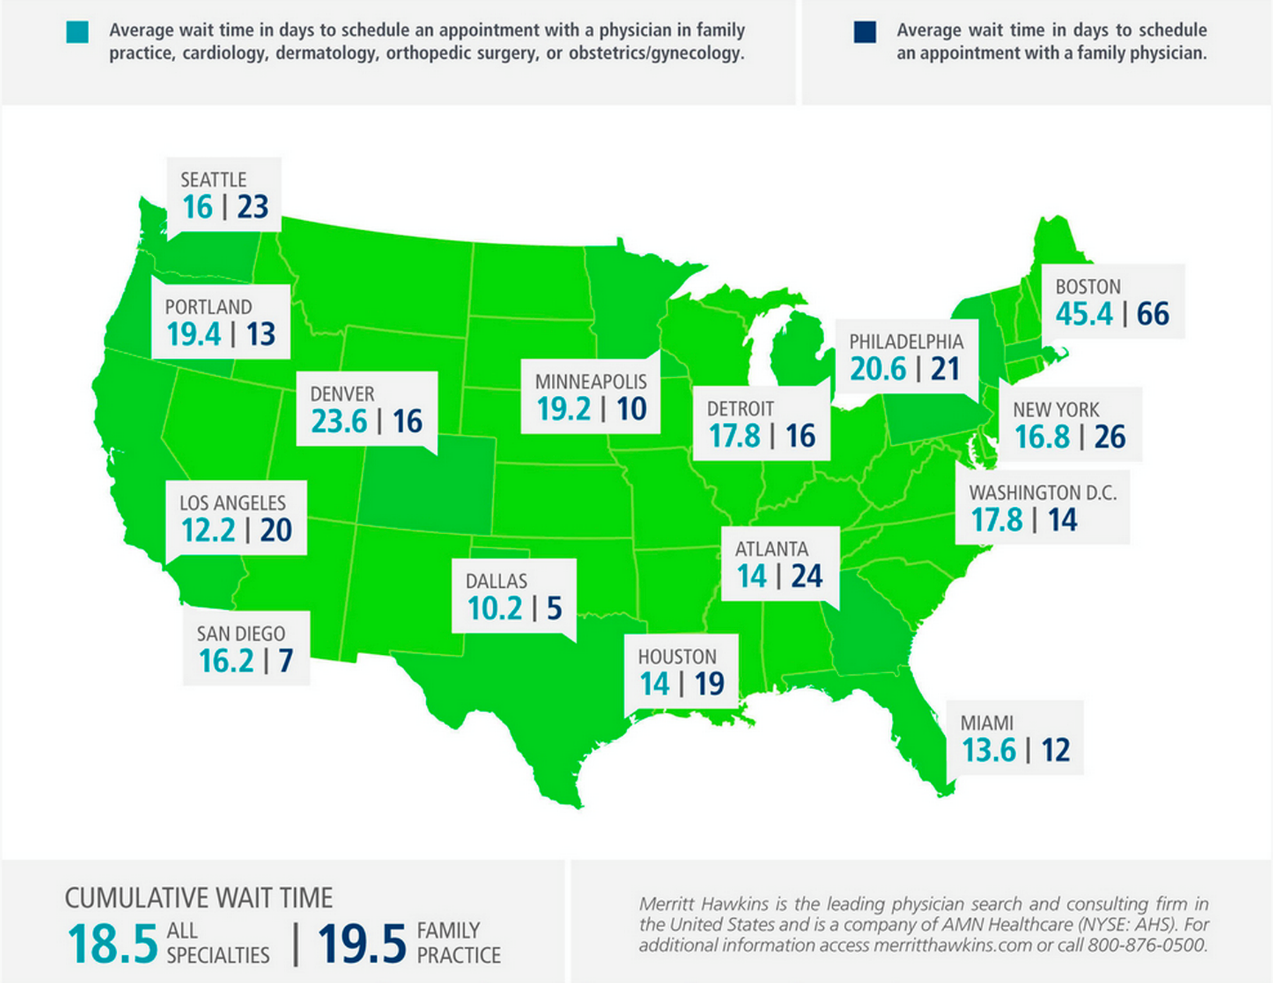 Average wait time in days to schedule an appointment with a physician in family
practice, cardiology, dermatology, orthopedic surgery, or obstetrics/gynecology.
Average wait time in days to schedule
an appointment with a family physician.
SEATTLE
16 | 23
PORTLAND
19.4 | 13
DENVER
23.6 | 16
MINNEAPOLIS
19.2 | 10
DETROIT
17.8 | 16
PHILADELPHIA
20.6 | 21
BOSTON
45.4 | 66
NEW YORK
16.8 | 26
WASHINGTON D.C.
17.8 | 14
LOS ANGELES
12.2 | 20
SAN DIEGO
16.2 | 7
DALLAS
10.2 | 5
ATLANTA
14 | 24
HOUSTON
14 | 19
MIAMI
13.6 | 12
CUMULATIVE WAIT TIME
18.5 ALL SPECIALTIES | 19.5 FAMILY PRACTICE
Merritt Hawkins is the leading physician search and consulting firm in
the United States and is a company of AMN Healthcare (NYSE: AHS). For
additional information access merritthawkins.com or call 800-876-0500.